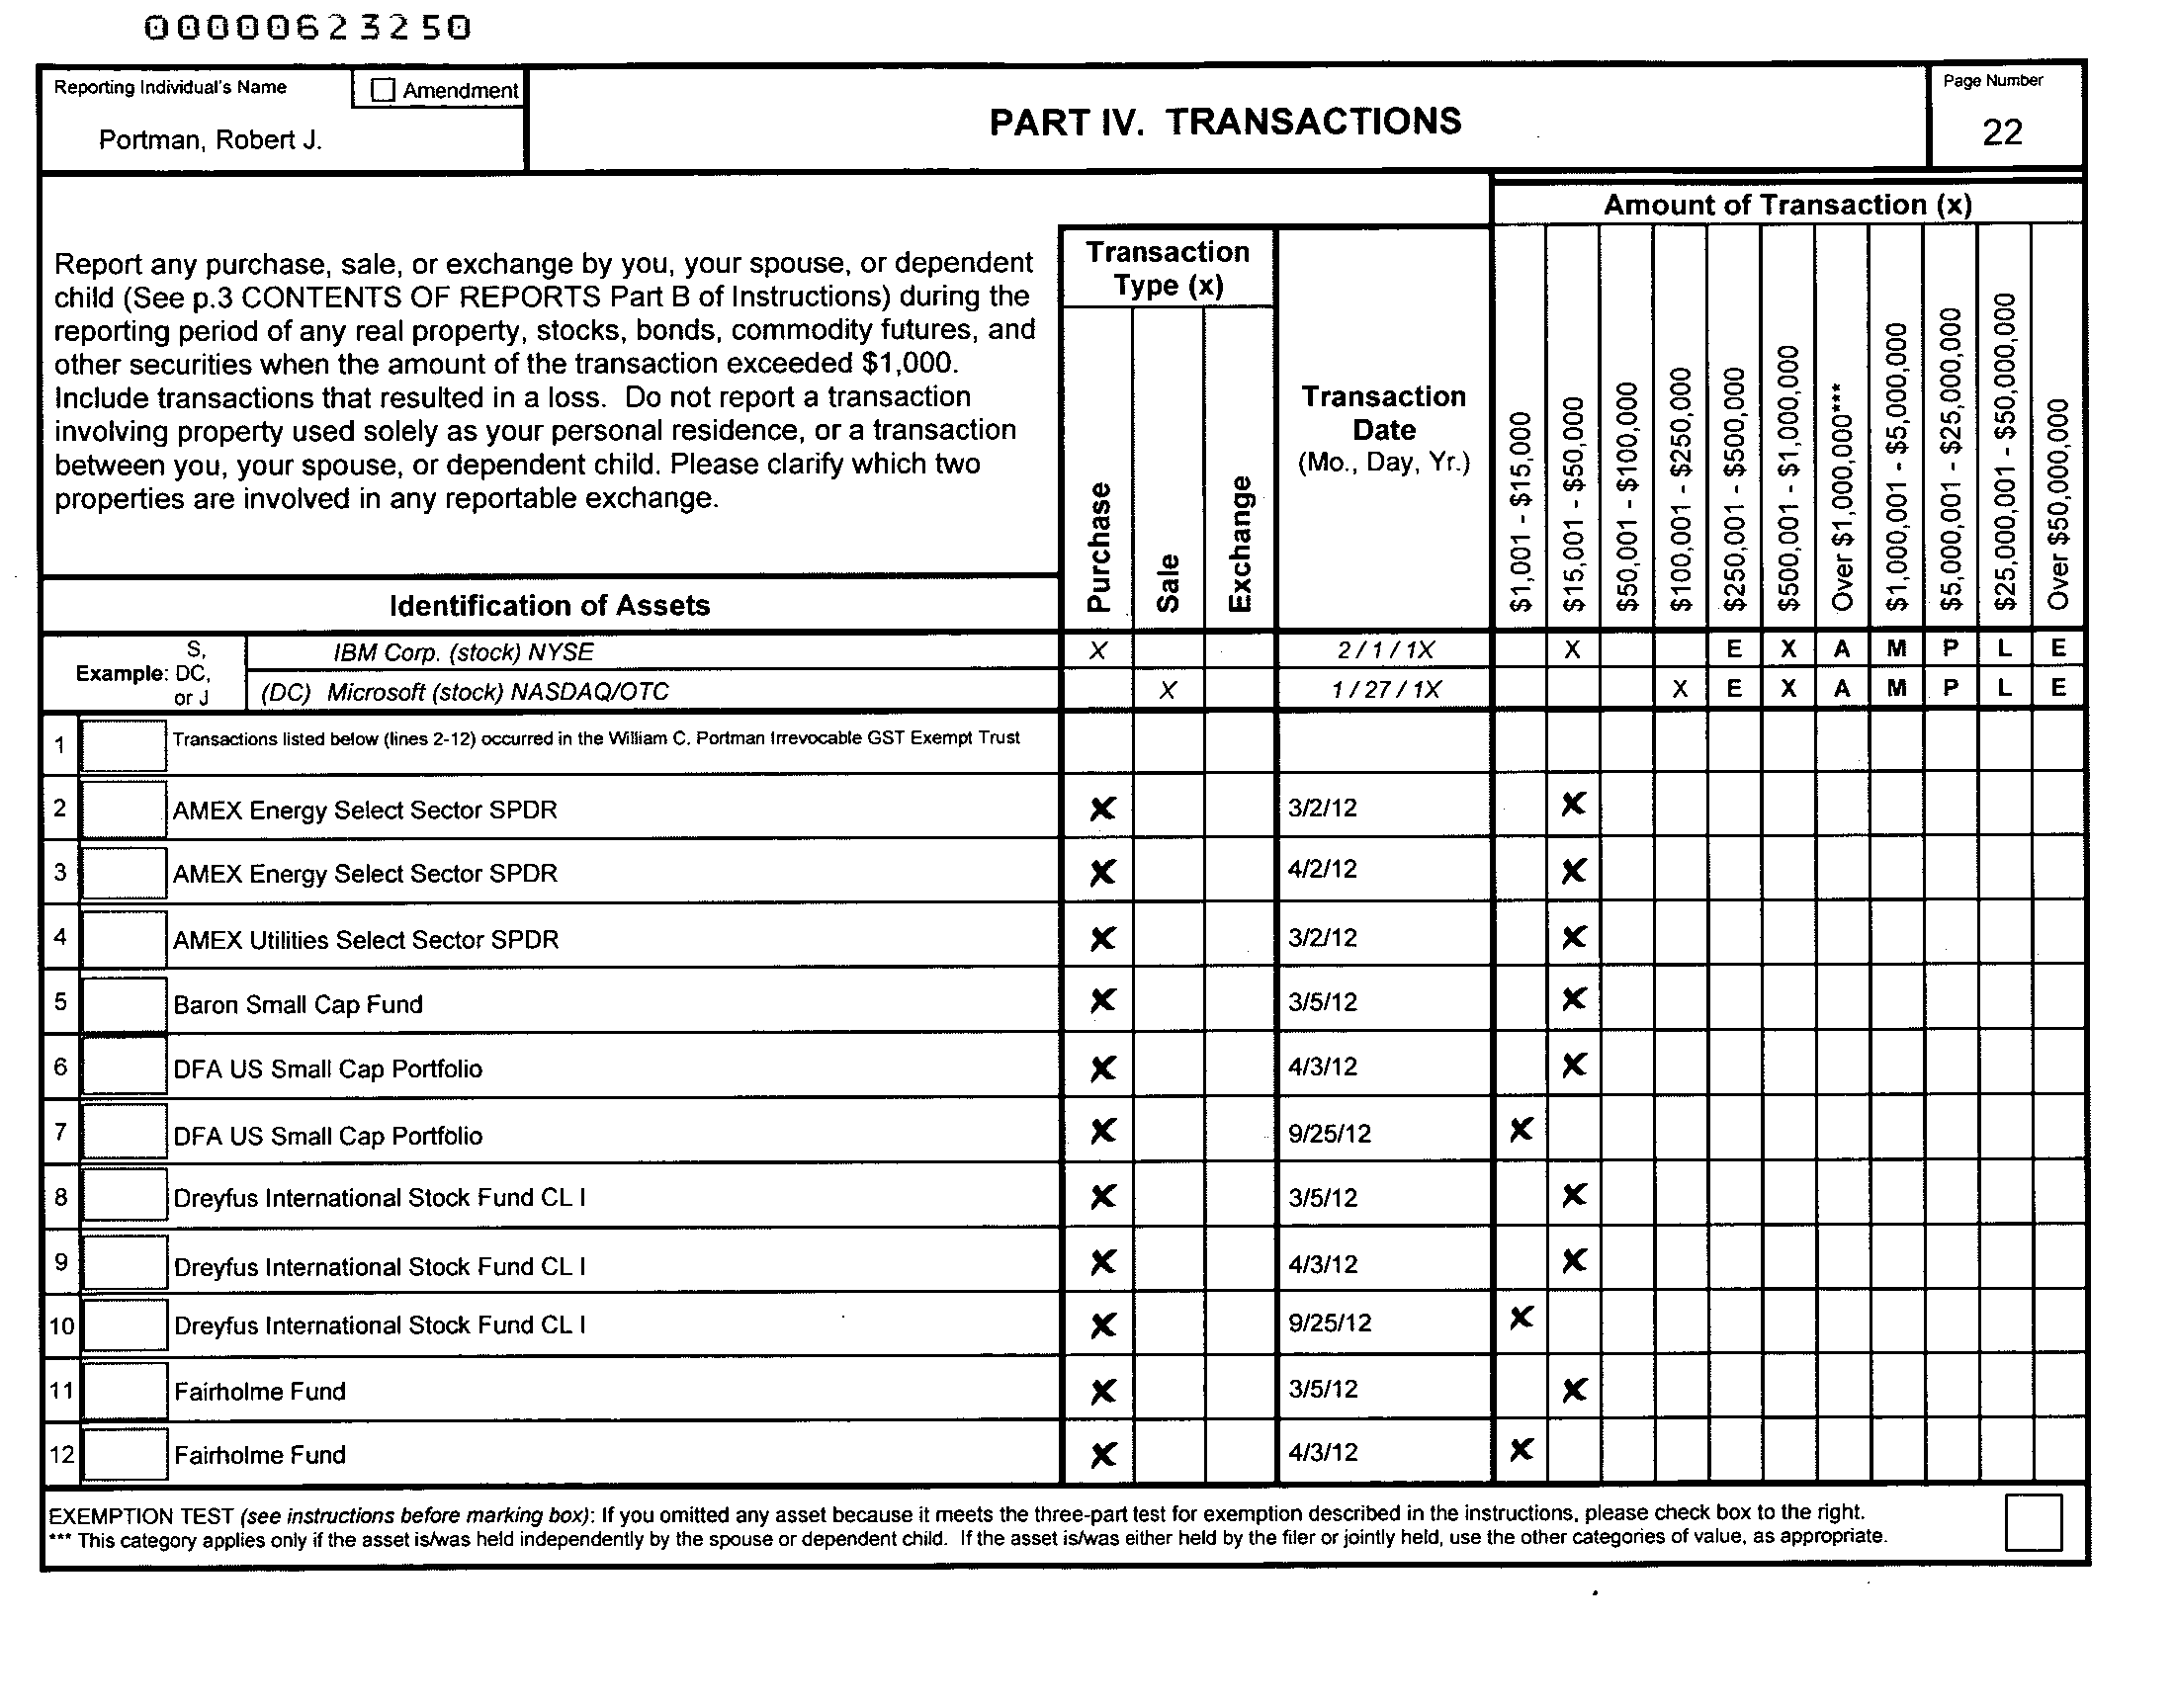 00000623250
Reporting Individual's Name
Amendment
Portman, Robert J.
PART IV. TRANSACTIONS
Page Number
22
Amount of Transaction (x)
Report any purchase, sale, or exchange by you, your spouse, or dependent
child (See p.3 CONTENTS OF REPORTS Part B of Instructions) during the
reporting period of any real property, stocks, bonds, commodity futures, and
other securities when the amount of the transaction exceeded $1,000.
Include transactions that resulted in a loss. Do not report a transaction
involving property used solely as your personal residence, or a transaction
between you, your spouse, or dependent child. Please clarify which two
properties are involved in any reportable exchange.
Transaction
Type (x)
Purchase
Sale
Exchange
Transaction
Date
(Mo., Day, Yr.)
$1,001 - $15,000
$15,001 - $50,000
$50,001 - $100,000
$100,001 - $250,000
$250,001 - $500,000
$500,001 - $1,000,000
Over $1,000,000***
$1,000,001 - $5,000,000
$5,000,001 - $25,000,000
$25,000,001 - $50,000,000
Over $50,000,000
Identification of Assets
Example: S, DC, or J
IBM Corp. (stock) NYSE X 2 / 1 / 1X X E X A M P L E
(DC) Microsoft (stock) NASDAQ/OTC X 1 / 27 / 1X X E X A M P L E
1 Transactions listed below (lines 2-12) occurred in the William C. Portman Irrevocable GST Exempt Trust
2 AMEX Energy Select Sector SPDR X 3/2/12 X
3 AMEX Energy Select Sector SPDR X 4/2/12 X
4 AMEX Utilities Select Sector SPDR X 3/2/12 X
5 Baron Small Cap Fund X 3/5/12 X
6 DFA US Small Cap Portfolio X 4/3/12 X
7 DFA US Small Cap Portfolio X 9/25/12 X
8 Dreyfus International Stock Fund CL I X 3/5/12 X
9 Dreyfus International Stock Fund CL I X 4/3/12 X
10 Dreyfus International Stock Fund CL I X 9/25/12 X
11 Fairholme Fund X 3/5/12 X
12 Fairholme Fund X 4/3/12 X
EXEMPTION TEST (see instructions before marking box): If you omitted any asset because it meets the three-part test for exemption described in the instructions, please check box to the right.
*** This category applies only if the asset is/was held independently by the spouse or dependent child. If the asset is/was either held by the filer or jointly held, use the other categories of value, as appropriate.